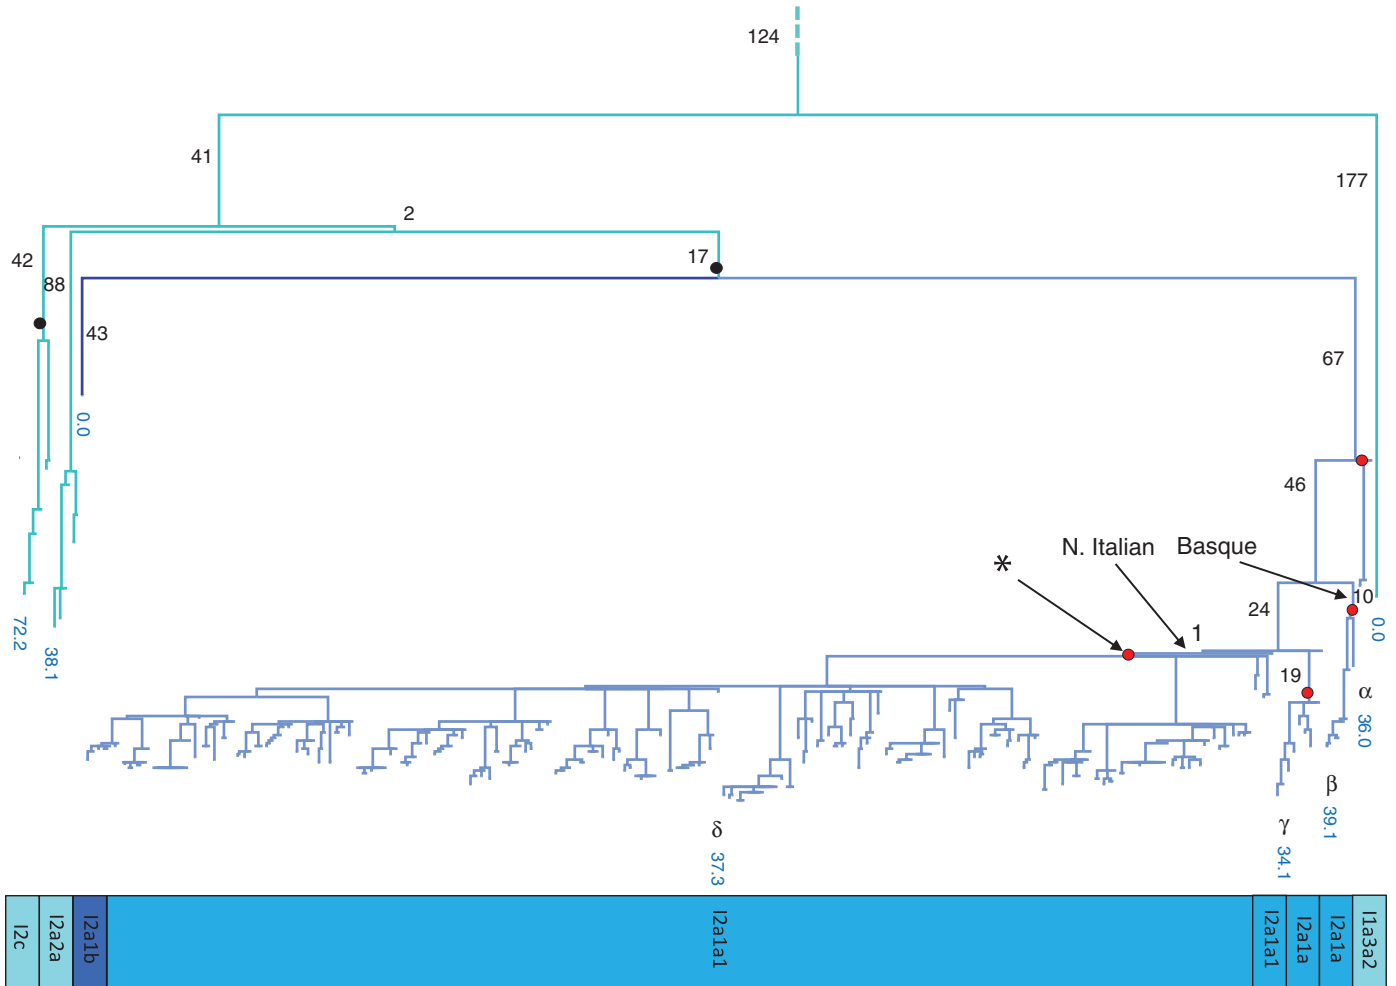 124
41
177
2
42
17
88
43
67
0.0
46
* N. Italian Basque
10
24
1
0.0
72.2
38.1
19
α
36.0
β
39.1
δ
γ
37.3
34.1
I2c
I2a2a
I2a1b
I2a1a1
I2a1a1
I2a1a
I2a1a
I1a3a2